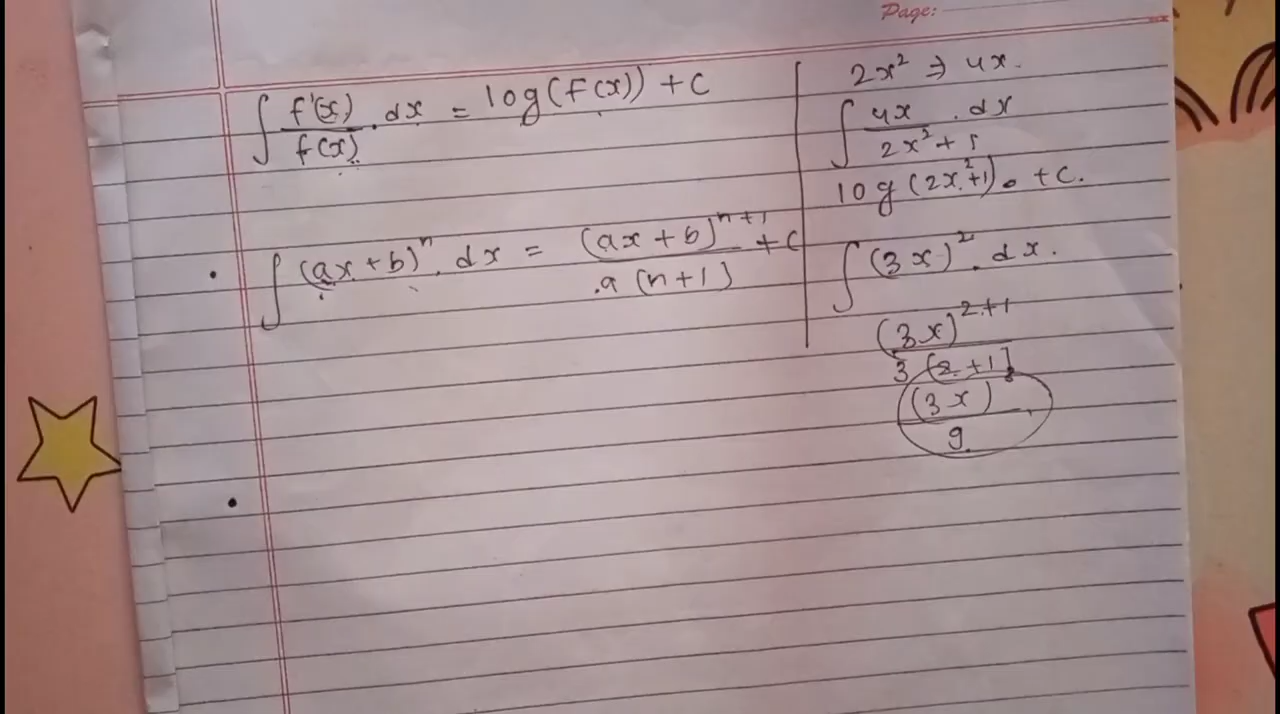 Page:
∫ f'(x)/f(x) . dx = log(f(x)) + C
∫ (ax + b)^n . dx = (ax + b)^(n+1) / a(n+1) + C
2x² ⇒ 4x.
∫ 4x/(2x²+1) . dx
log(2x²+1) . +C.
∫ (3x)² . dx.
(3x)^(2+1)
3 [2+1]
(3x)³
9.